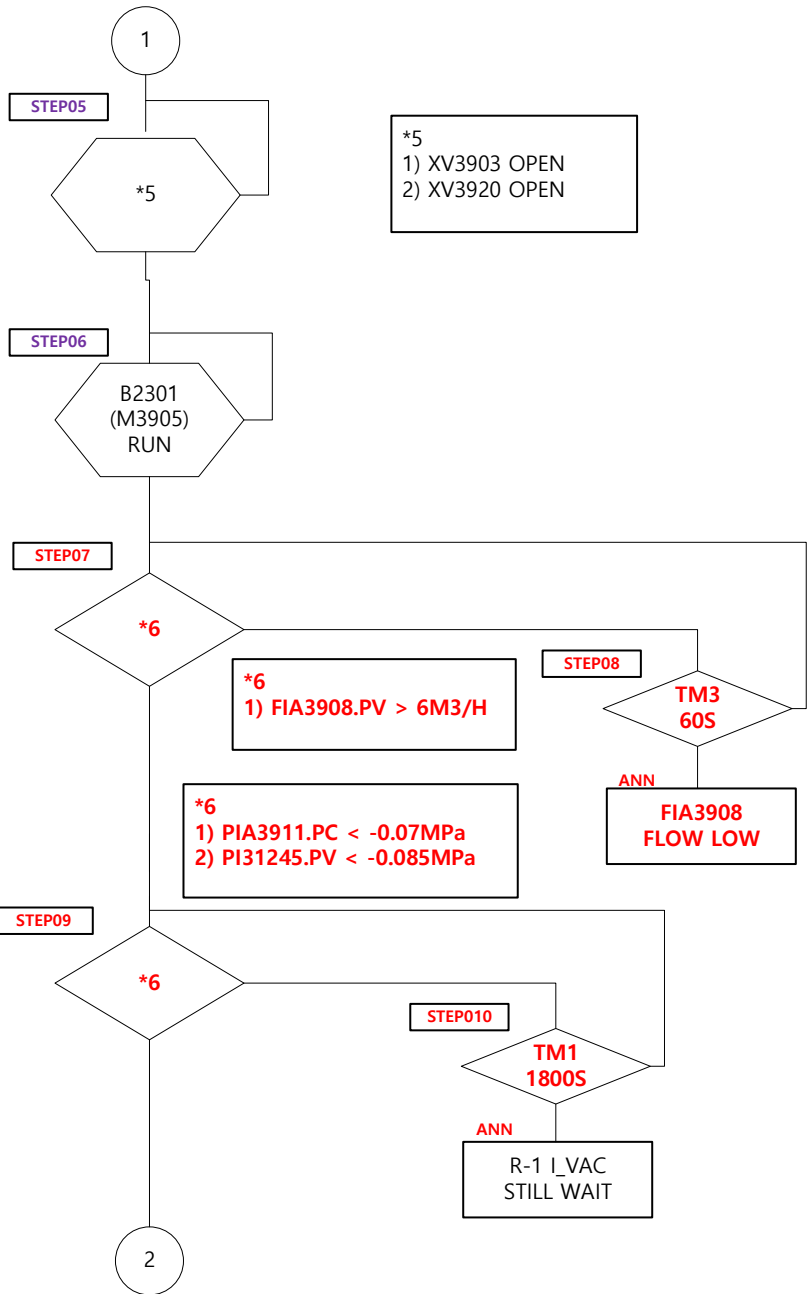 1
STEP05
*5
*5
1) XV3903 OPEN
2) XV3920 OPEN
STEP06
B2301
(M3905)
RUN
STEP07
*6
*6
1) FIA3908.PV > 6M3/H
STEP08
TM3
60S
ANN
FIA3908
FLOW LOW
*6
1) PIA3911.PC < -0.07MPa
2) PI31245.PV < -0.085MPa
STEP09
*6
STEP010
TM1
1800S
ANN
R-1 I_VAC
STILL WAIT
2